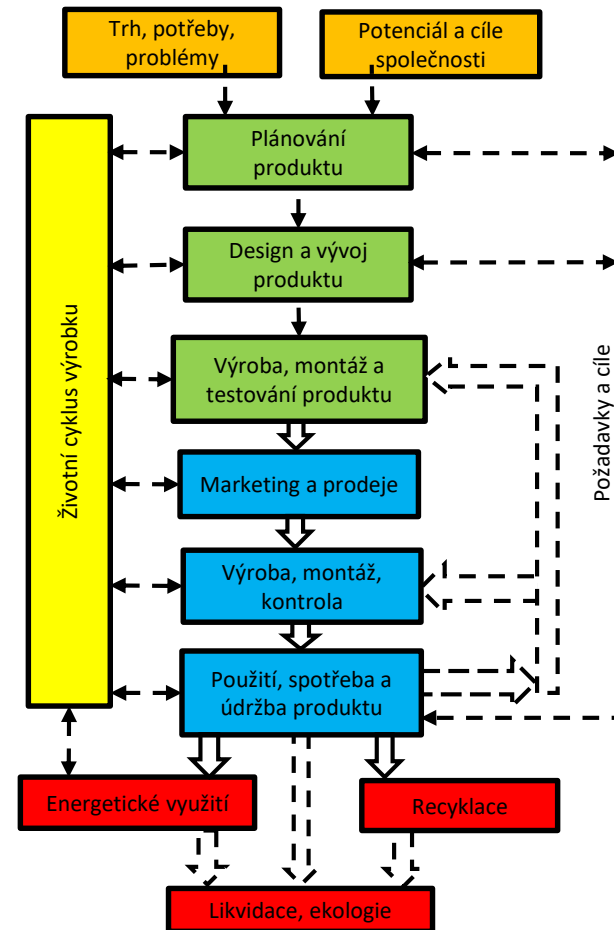 Trh, potřeby,
problémy
Potenciál a cíle
společnosti
Plánování
produktu
Design a vývoj
produktu
Výroba, montáž a
testování produktu
Marketing a prodeje
Výroba, montáž,
kontrola
Použití, spotřeba a
údržba produktu
Životní cyklus výrobku
Požadavky a cíle
Energetické využití
Recyklace
Likvidace, ekologie